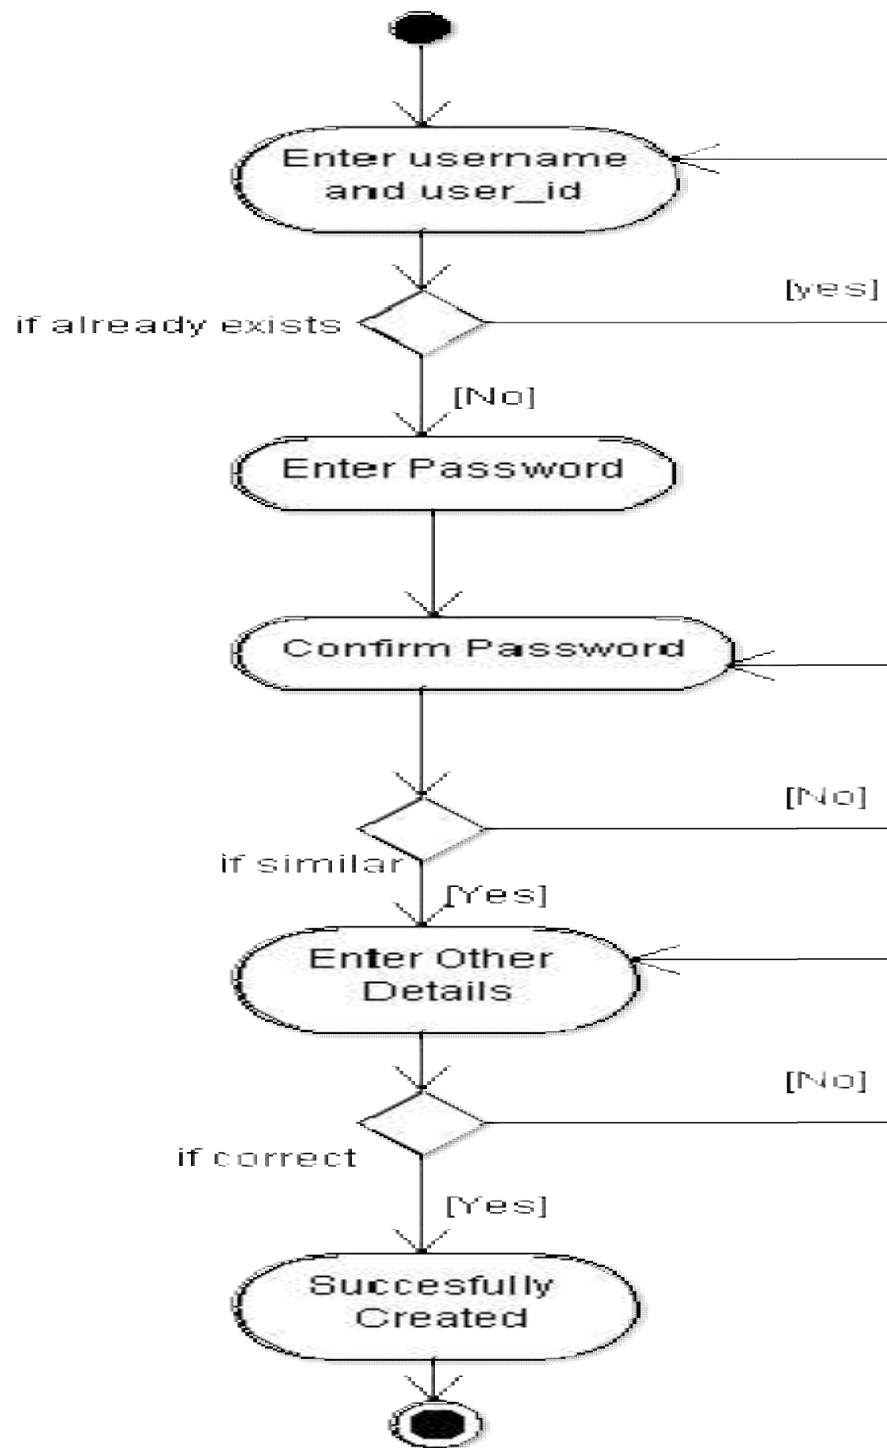 Enter username
and user_id
[yes]
if already exists
[No]
Enter Password
Confirm Password
[No]
if similar
[Yes]
Enter Other
Details
[No]
if correct
[Yes]
Succesfully
Created